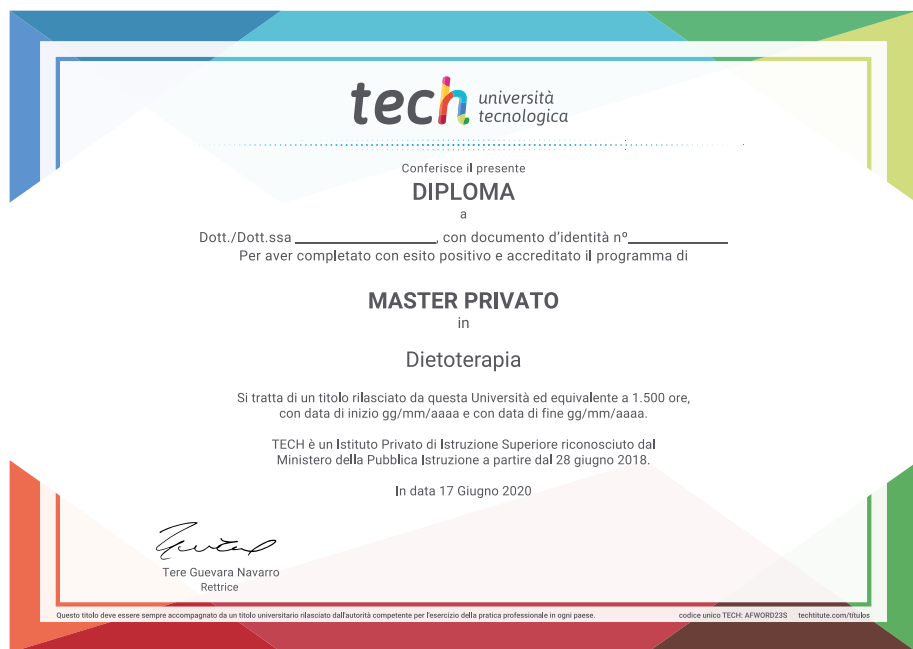 tech università
tecnologica
Conferisce il presente
DIPLOMA
a
Dott./Dott.ssa ________________, con documento d'identità nº____________
Per aver completato con esito positivo e accreditato il programma di
MASTER PRIVATO
in
Dietoterapia
Si tratta di un titolo rilasciato da questa Università ed equivalente a 1.500 ore,
con data di inizio gg/mm/aaaa e con data di fine gg/mm/aaaa.
TECH è un Istituto Privato di Istruzione Superiore riconosciuto dal
Ministero della Pubblica Istruzione a partire dal 28 giugno 2018.
In data 17 Giugno 2020
Tere Guevara Navarro
Rettrice
Questo titolo deve essere sempre accompagnato da un titolo universitario rilasciato dall'autorità competente per l'esercizio della pratica professionale in ogni paese. codice unico TECH: AFWORD23S techtitute.com/títulos